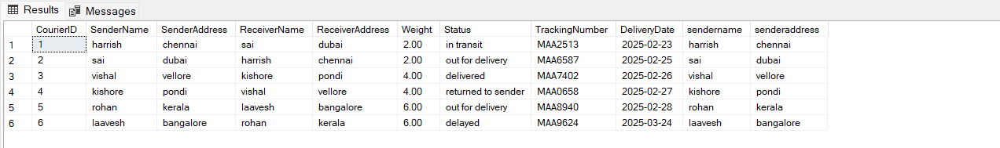 Results Messages
CourierID SenderName SenderAddress ReceiverName ReceiverAddress Weight Status TrackingNumber DeliveryDate sendername senderaddress
1 1 harrish chennai sai dubai 2.00 in transit MAA2513 2025-02-23 harrish chennai
2 2 sai dubai harrish chennai 2.00 out for delivery MAA6587 2025-02-25 sai dubai
3 3 vishal vellore kishore pondi 4.00 delivered MAA7402 2025-02-26 vishal vellore
4 4 kishore pondi vishal vellore 4.00 returned to sender MAA0658 2025-02-27 kishore pondi
5 5 rohan kerala laavesh bangalore 6.00 out for delivery MAA8940 2025-02-28 rohan kerala
6 6 laavesh bangalore rohan kerala 6.00 delayed MAA9624 2025-03-24 laavesh bangalore